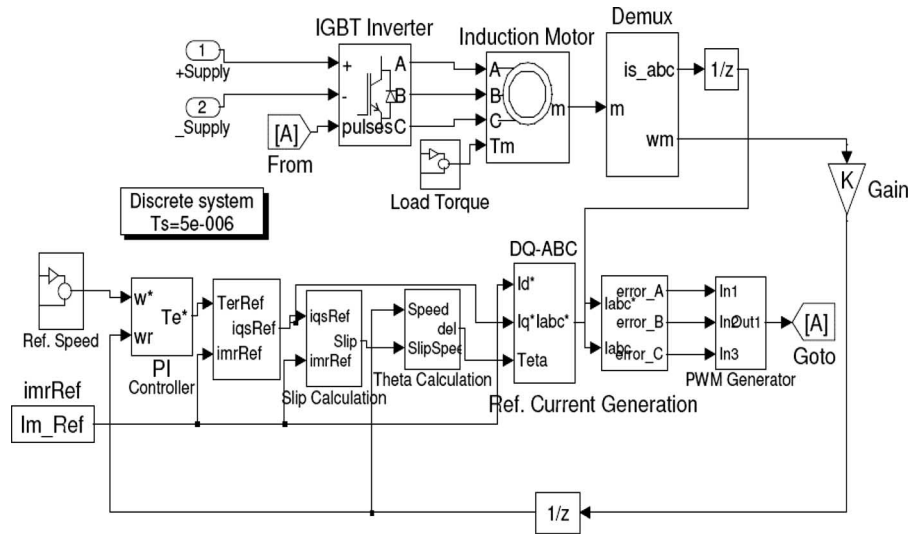 IGBT Inverter
Induction Motor
Demux
1
+Supply
2
_Supply
+
-
pulses
A
B
C
[A]
From
A
B
C
Tm
m
m
is_abc
wm
1/z
K
Gain
Load Torque
Discrete system
Ts=5e-006
DQ-ABC
Ref. Speed
w*
wr
Te*
PI
Controller
TerRef
iqsRef
imrRef
iqsRef
Slip
imrRef
Slip Calculation
Speed
del
SlipSpee
Theta Calculation
Id*
Iq*
Iabc*
Teta
Ref. Current Generation
Iabc*
Iabc
error_A
error_B
error_C
In1
In2
Out1
In3
PWM Generator
[A]
Goto
imrRef
Im_Ref
1/z